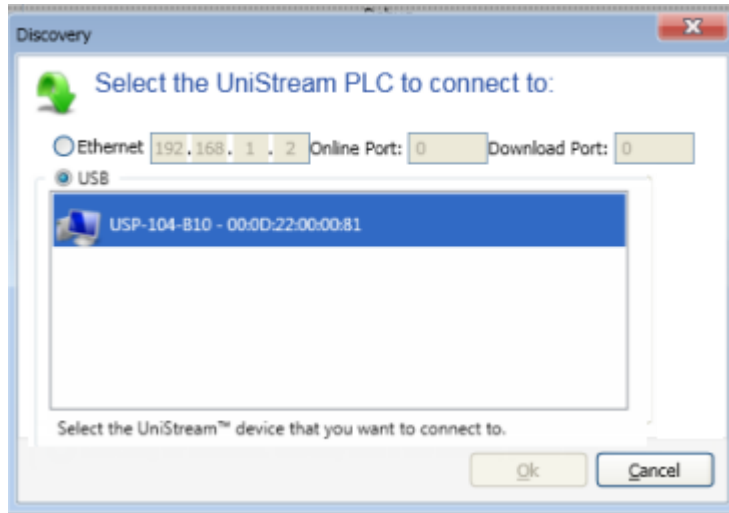 Discovery
Select the UniStream PLC to connect to:
Ethernet 192 . 168 . 1 . 2 Online Port: 0 Download Port: 0
USB
USP-104-B10 - 00:0D:22:00:00:81
Select the UniStream™ device that you want to connect to.
Ok Cancel